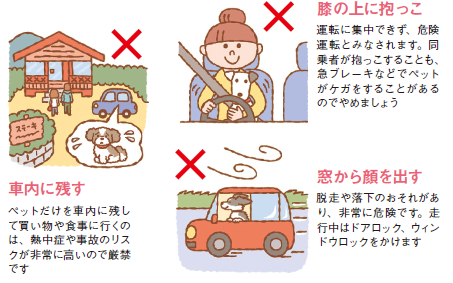 膝の上に抱っこ
運転に集中できず、危険
運転とみなされます。同
乗者が抱っこすることも、
急ブレーキなどでペット
がケガをすることがある
のでやめましょう
ステーキ
車内に残す
ペットだけを車内に残し
て買い物や食事に行くの
は、熱中症や事故のリス
クが非常に高いので厳禁
です
窓から顔を出す
脱走や落下のおそれがあ
り、非常に危険です。走
行中はドアロック、ウィン
ドウロックをかけます